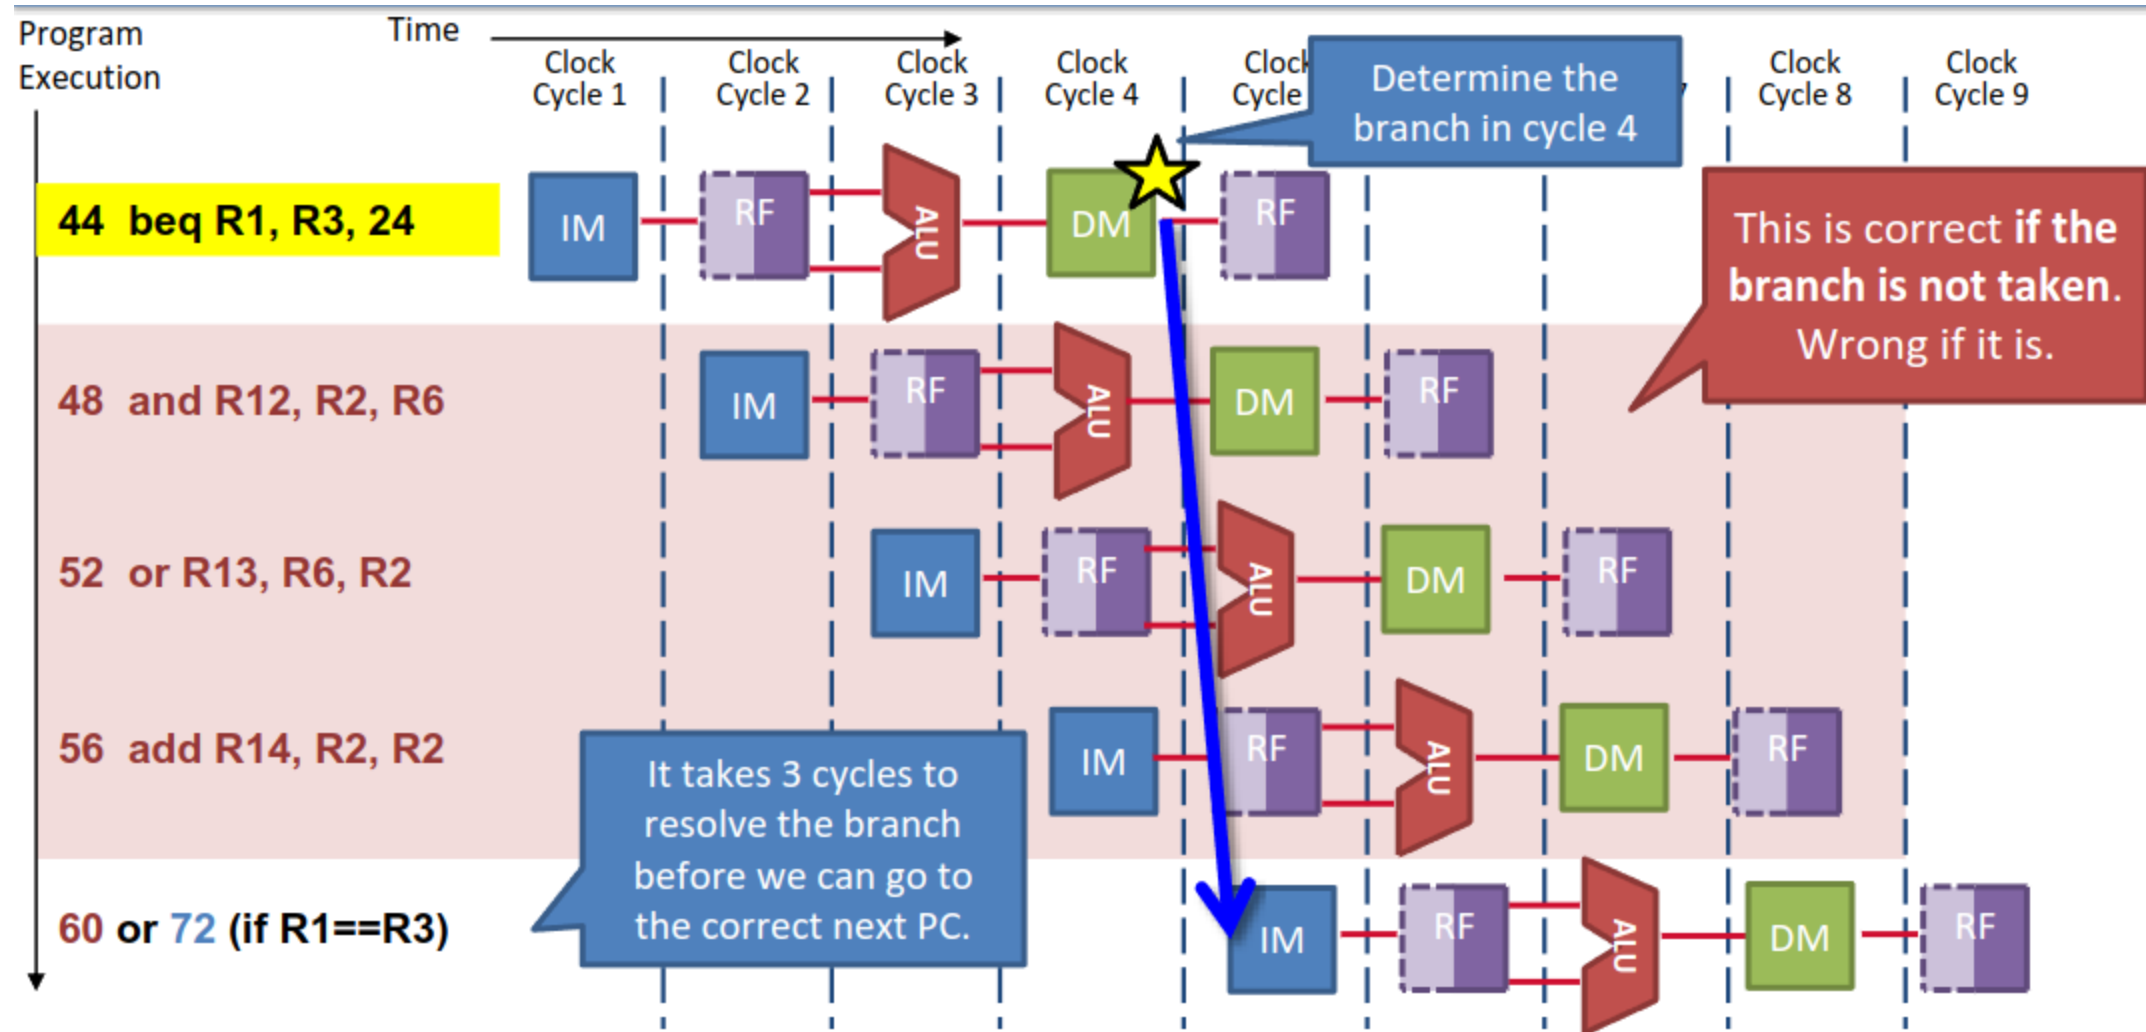 Program
Execution
Time
Clock
Cycle 1
Clock
Cycle 2
Clock
Cycle 3
Clock
Cycle 4
Clock
Cycle
Clock
Cycle 8
Clock
Cycle 9
Determine the
branch in cycle 4
44 beq R1, R3, 24
IM
RF
ALU
DM
RF
This is correct if the
branch is not taken.
Wrong if it is.
48 and R12, R2, R6
IM
RF
ALU
DM
RF
52 or R13, R6, R2
IM
RF
ALU
DM
RF
56 add R14, R2, R2
IM
RF
ALU
DM
RF
It takes 3 cycles to
resolve the branch
before we can go to
the correct next PC.
60 or 72 (if R1==R3)
IM
RF
ALU
DM
RF